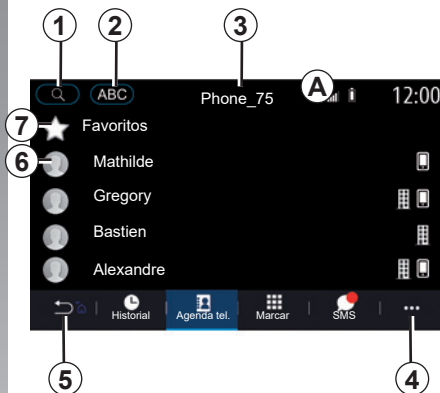 1 2 3
ABC Phone_75 A 12:00
7 Favoritos
6 Mathilde
Gregory
Bastien
Alexandre
Historial Agenda tel. Marcar SMS ...
5 4